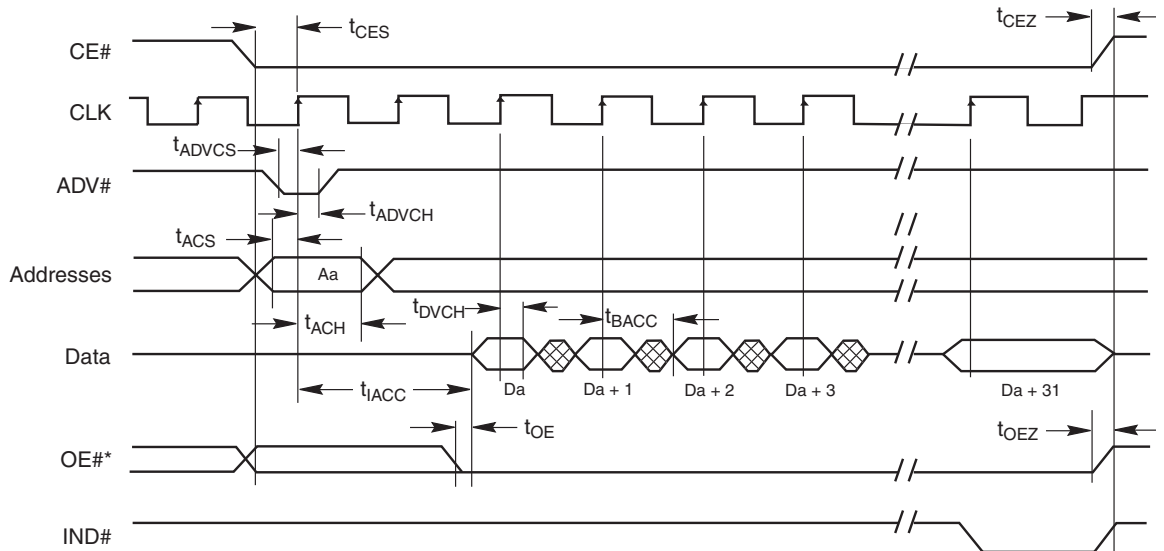 tCES
tCEZ
CE#
CLK
tADVCS
ADV#
tADVCH
tACS
Addresses
Aa
tDVCH
tBACC
tACH
Data
Da
Da + 1
Da + 2
Da + 3
Da + 31
tIACC
tOE
tOEZ
OE#*
IND#